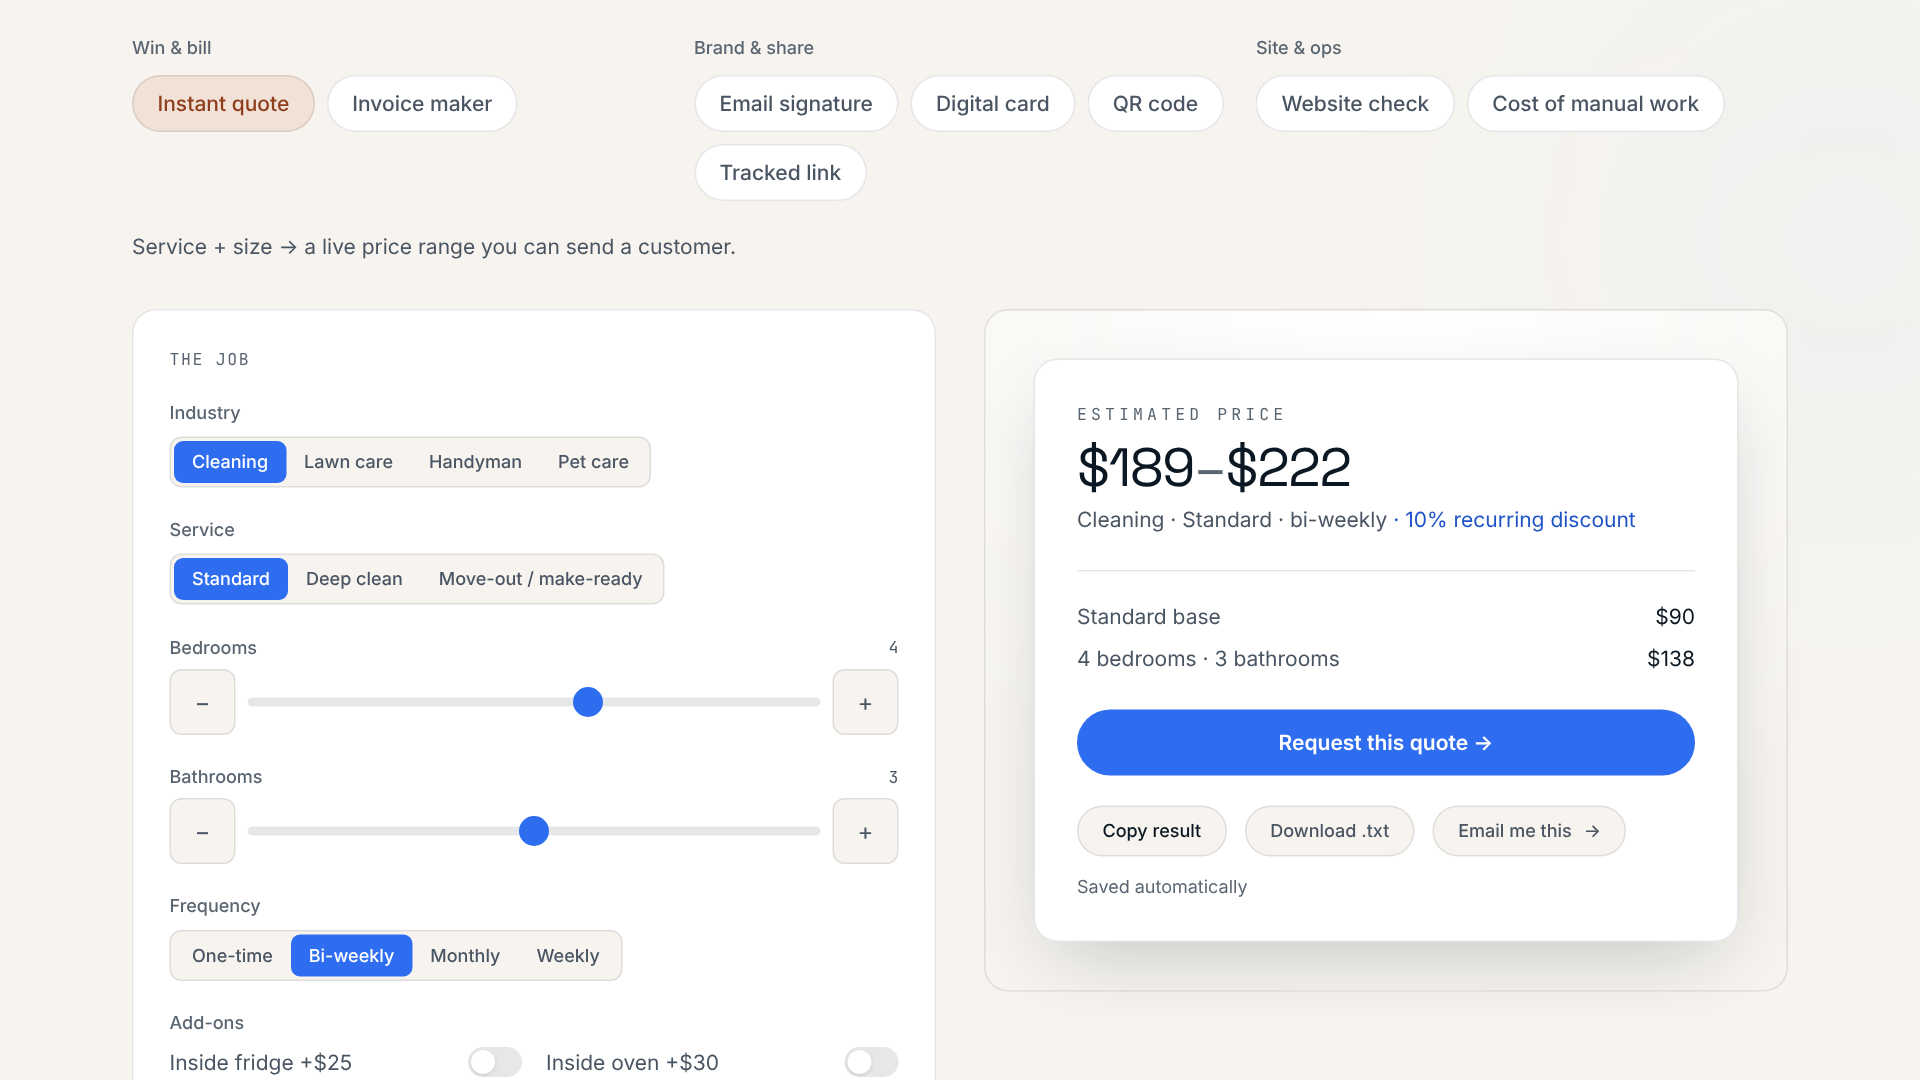 Win & bill
Instant quote
Invoice maker
Brand & share
Email signature
Digital card
QR code
Tracked link
Site & ops
Website check
Cost of manual work
Service + size → a live price range you can send a customer.
THE JOB
Industry
Cleaning
Lawn care
Handyman
Pet care
Service
Standard
Deep clean
Move-out / make-ready
Bedrooms
4
−
+
Bathrooms
3
−
+
Frequency
One-time
Bi-weekly
Monthly
Weekly
Add-ons
Inside fridge +$25
Inside oven +$30
ESTIMATED PRICE
$189–$222
Cleaning · Standard · bi-weekly · 10% recurring discount
Standard base $90
4 bedrooms · 3 bathrooms $138
Request this quote →
Copy result
Download .txt
Email me this →
Saved automatically